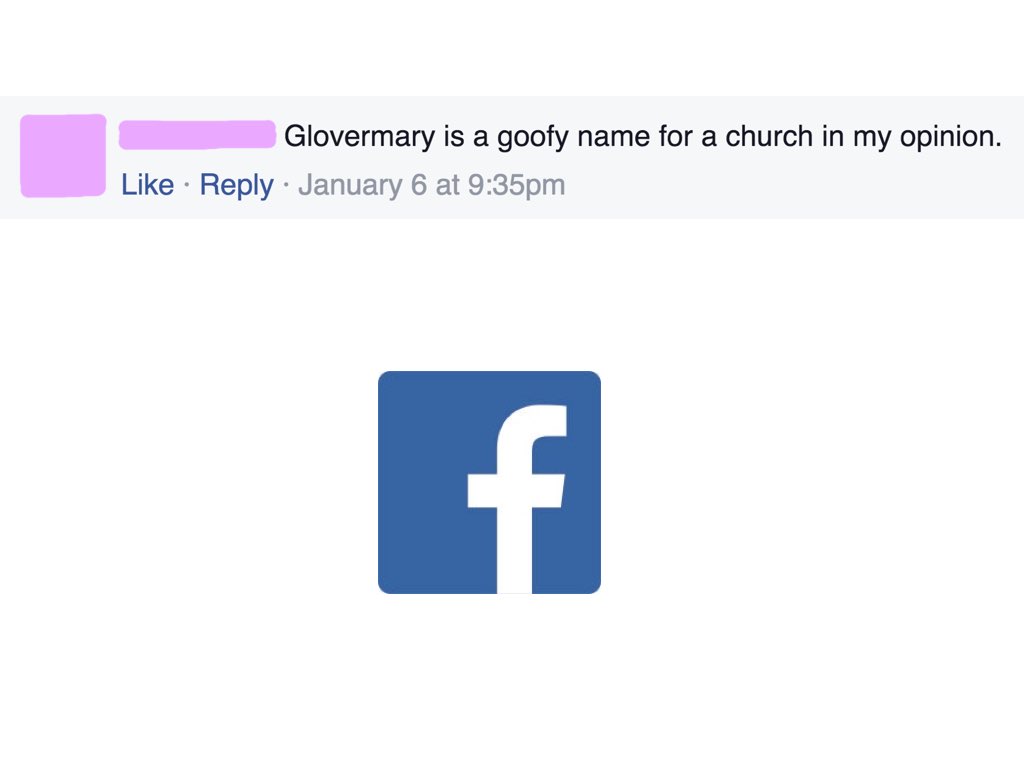 Glovermary is a goofy name for a church in my opinion.
Like · Reply · January 6 at 9:35pm
f